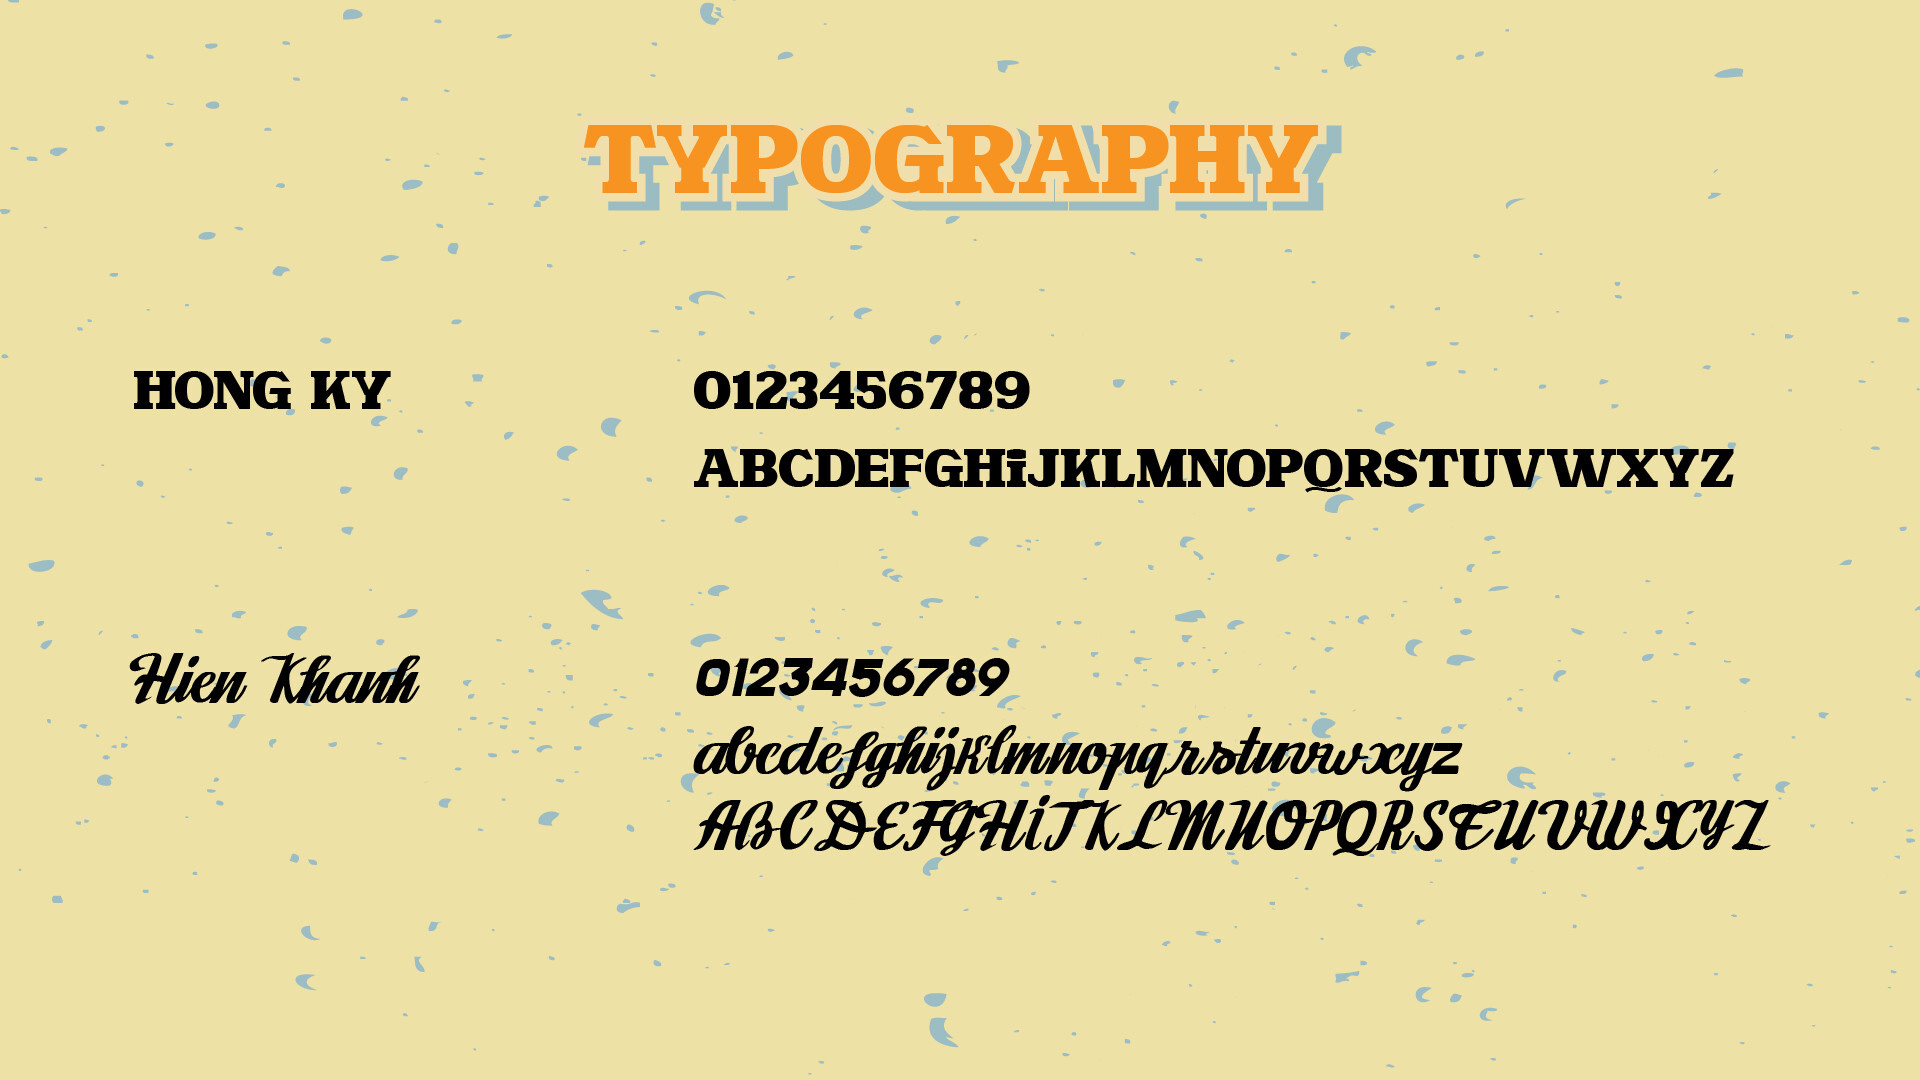 TYPOGRAPHY
HONG KY
0123456789
ABCDEFGHiJKLMNOPQRSTUVWXYZ
Hien Khanh
0123456789
abcdefghijklmnopqrstuvwxyz
ABCDEFGHiJKLMNOPQRSTUVWXYZ